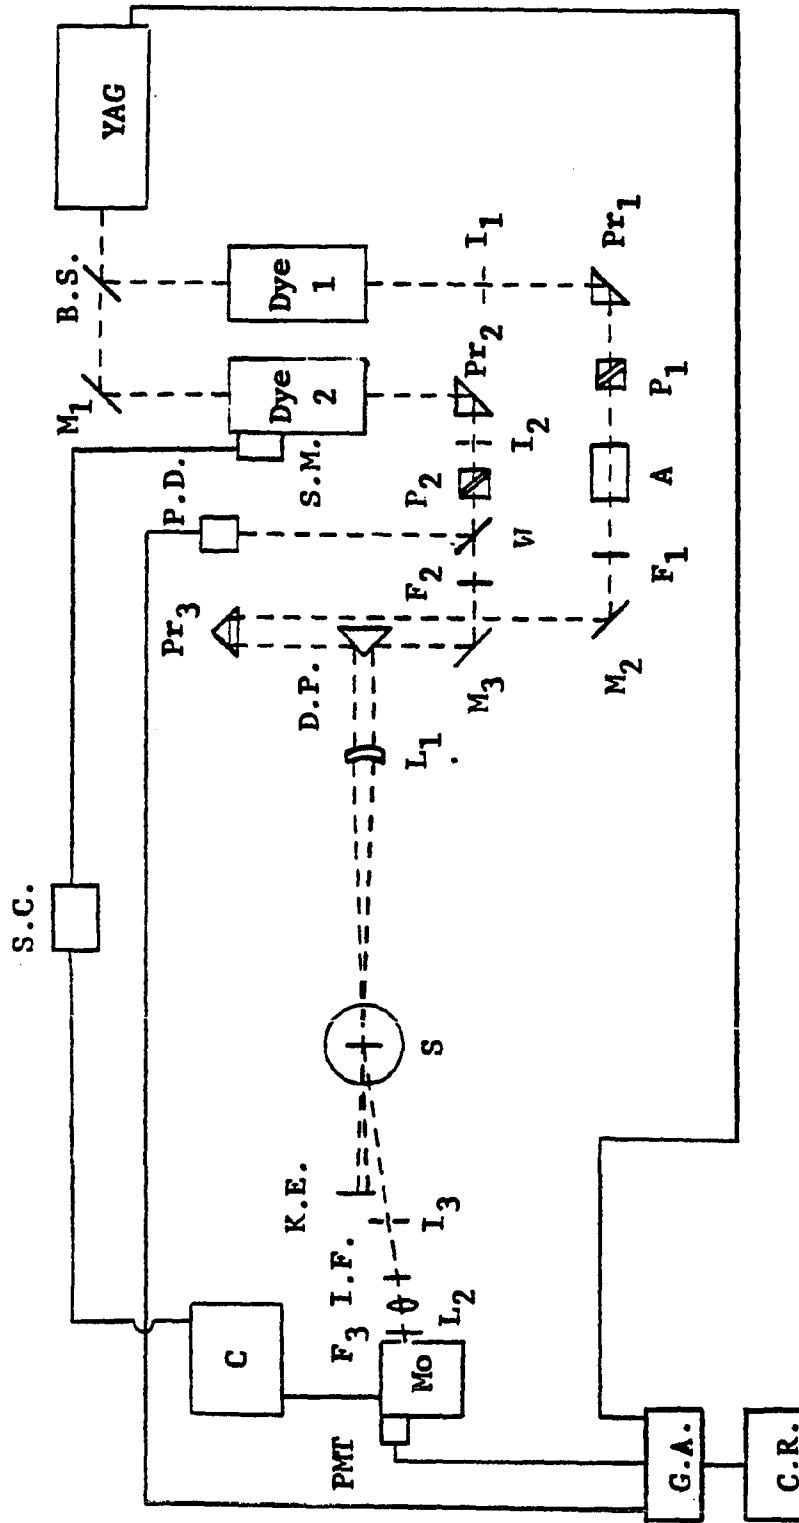 YAG
B.S.
M1
Dye
1
Dye
2
I1
Pr1
Pr2
I2
P1
S.M.
P.D.
P2
W
A
F2
F1
Pr3
D.P.
M3
M2
L1
S.C.
S
K.E.
I3
I.F.
L2
F3
C
Mo
PMT
G.A.
C.R.